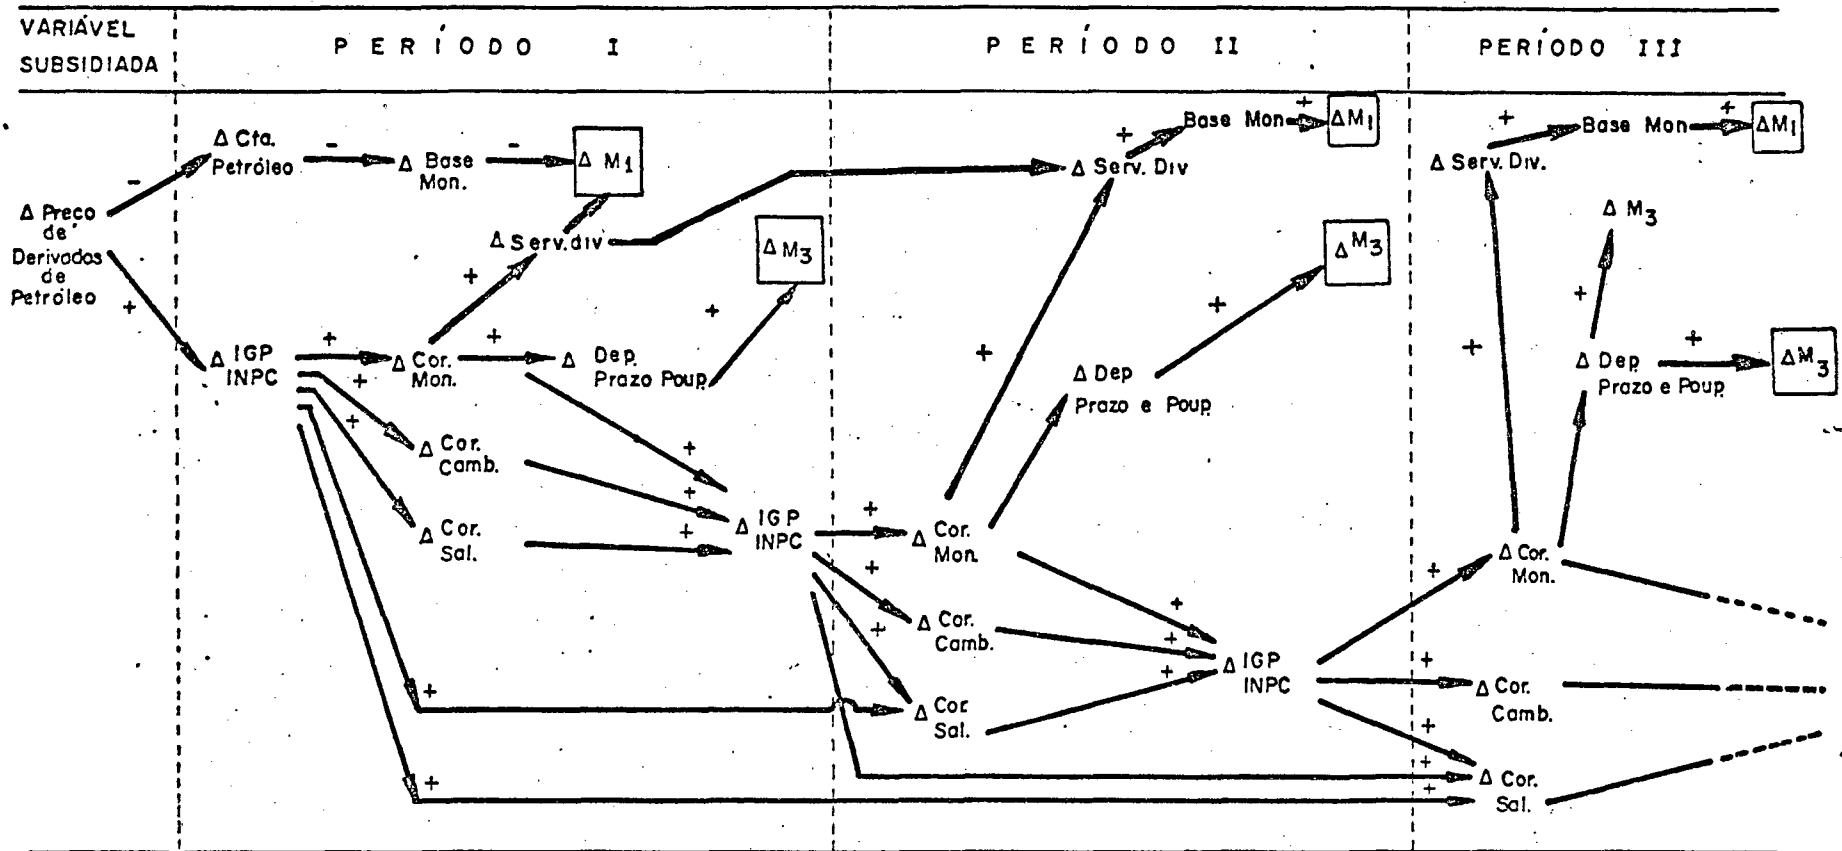 VARIÁVEL
SUBSIDIADA
PERÍODO I
PERÍODO II
PERÍODO III
Δ Preco
de
Derivados
de
Petróleo
-
+
Δ Cta.
Petróleo
-
Δ Base
Mon.
-
Δ M1
Δ Serv.div
+
Δ M3
+
Δ IGP
INPC
+
+
+
Δ Cor.
Mon.
+
Δ Dep.
Prazo Poup.
Δ Cor.
Camb.
Δ Cor.
Sal.
+
+
+
+
+
Δ IGP
INPC
Δ Serv. Div
+
Base Mon
+
ΔM1
ΔM3
+
+
Δ Dep
Prazo e Poup.
+
+
+
Δ Cor.
Mon.
Δ Cor.
Camb.
Δ Cor
Sal.
+
+
+
Δ IGP
INPC
Δ Serv. Div.
+
Base Mon
+
ΔM1
Δ M3
+
+
Δ Dep.
Prazo e Poup.
+
ΔM3
+
Δ Cor.
Mon.
+
Δ Cor.
Camb.
+
+
+
Δ Cor.
Sal.